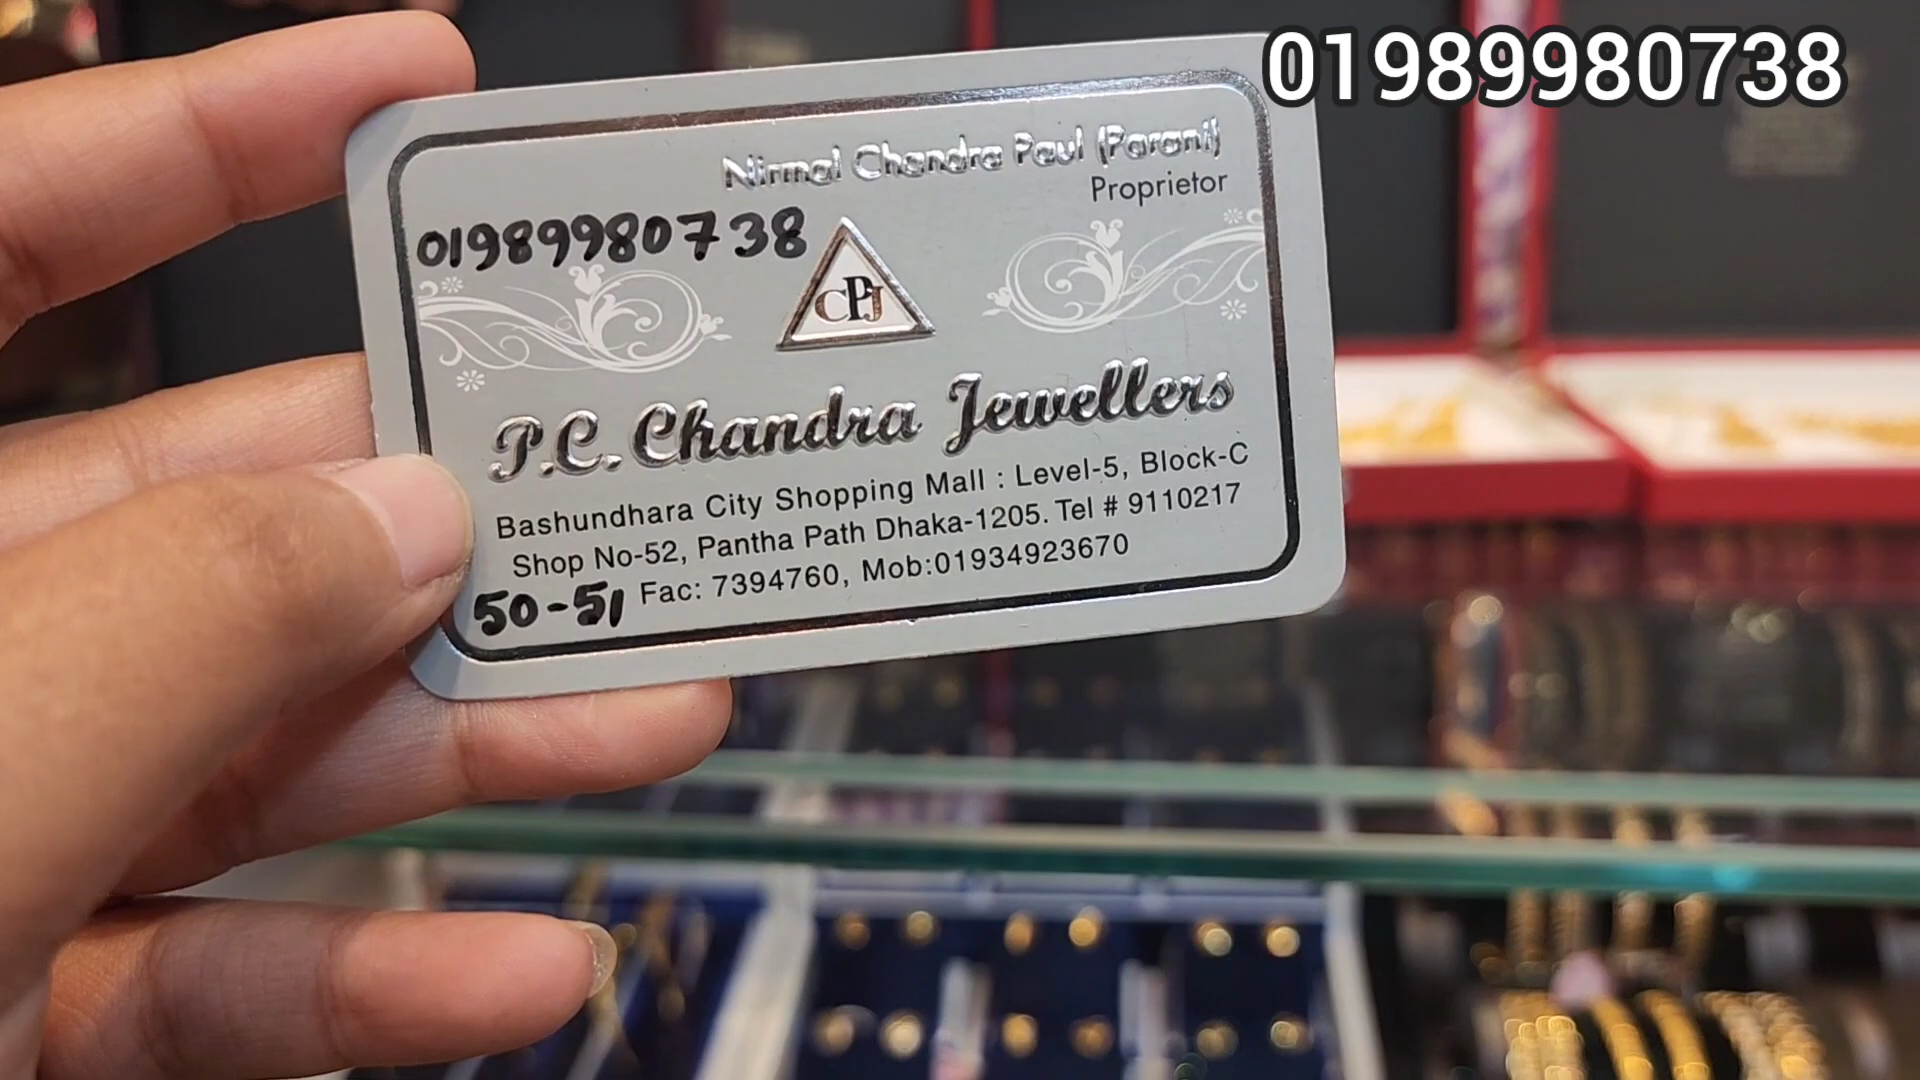 01989980738
Nirmal Chandra Paul (Parani)
Proprietor
01989980738
CPJ
P.C. Chandra Jewellers
Bashundhara City Shopping Mall : Level-5, Block-C
Shop No-52, Pantha Path Dhaka-1205. Tel # 9110217
50-51 Fac: 7394760, Mob:01934923670